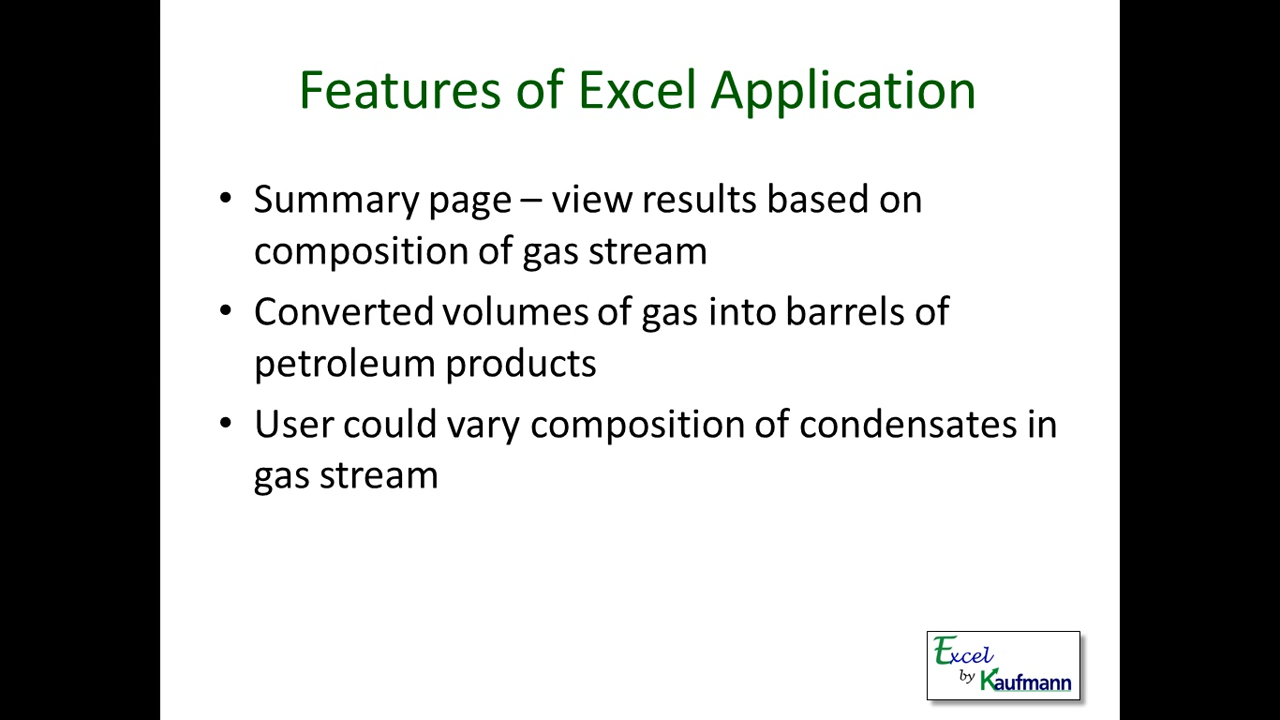 Features of Excel Application
• Summary page – view results based on
composition of gas stream
• Converted volumes of gas into barrels of
petroleum products
• User could vary composition of condensates in
gas stream
Excel
by Kaufmann